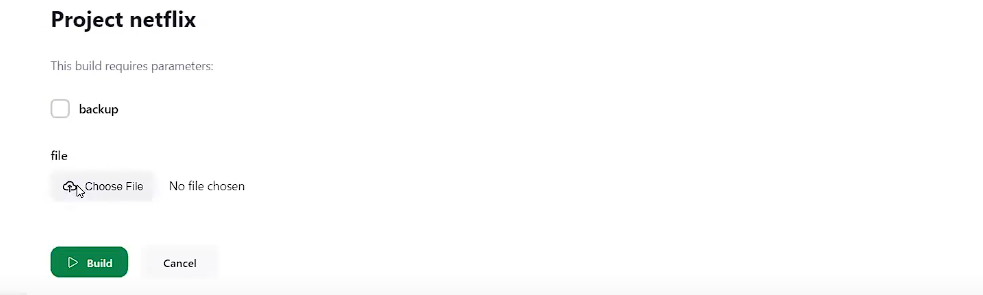 Project netflix
This build requires parameters:
backup
file
Choose File No file chosen
Build Cancel